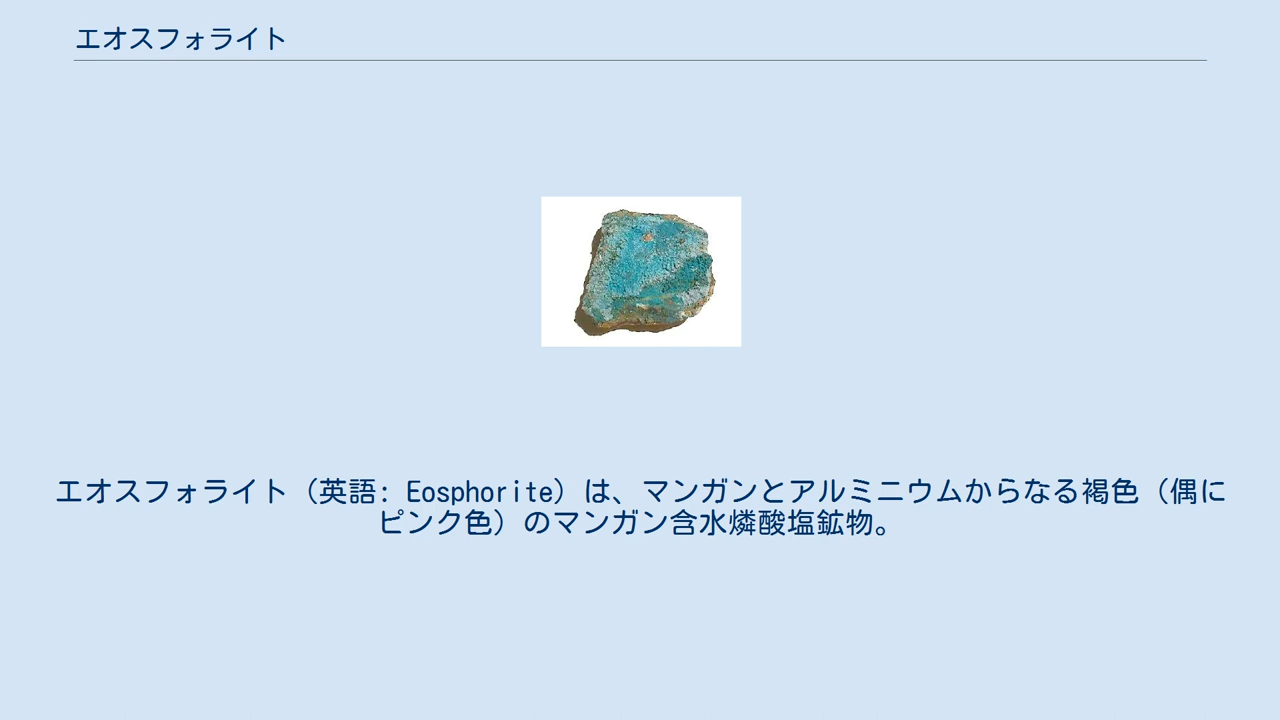 エオスフォライト
エオスフォライト（英語: Eosphorite）は、マンガンとアルミニウムからなる褐色（偶に
ピンク色）のマンガン含水燐酸塩鉱物。